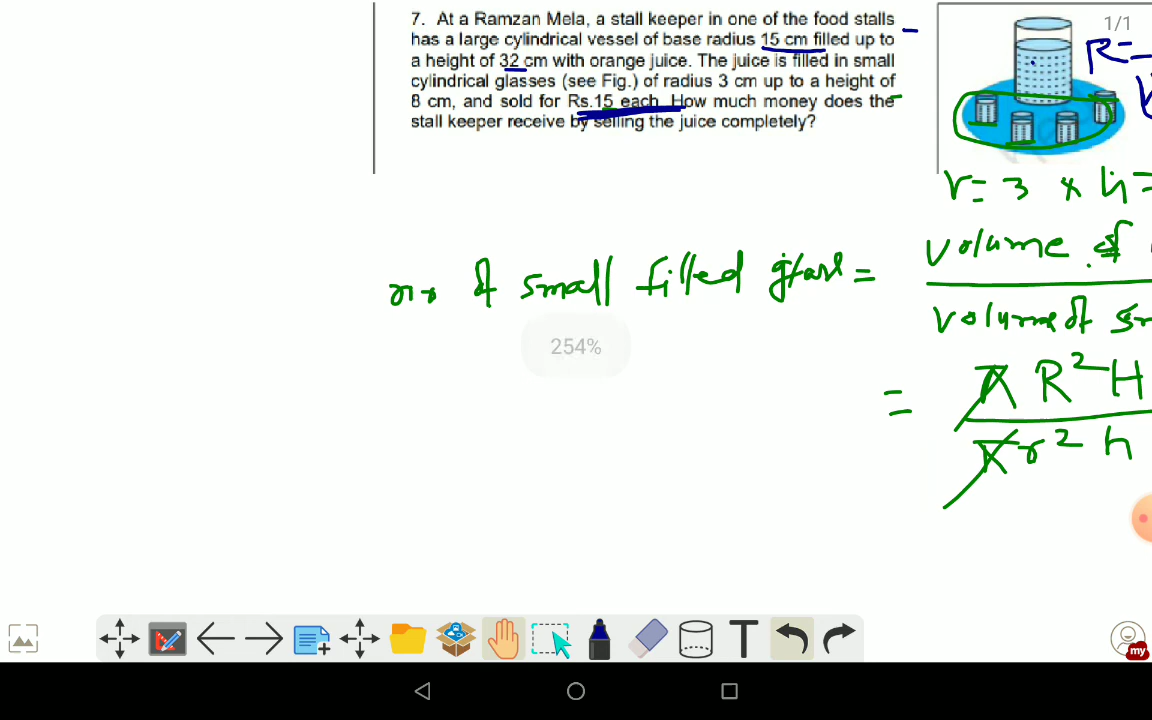 7. At a Ramzan Mela, a stall keeper in one of the food stalls
has a large cylindrical vessel of base radius 15 cm filled up to
a height of 32 cm with orange juice. The juice is filled in small
cylindrical glasses (see Fig.) of radius 3 cm up to a height of
8 cm, and sold for Rs.15 each. How much money does the
stall keeper receive by selling the juice completely?
1/1
R=
r= 3 x h=
of small filled glass =
volume of
volume of sm
254%
= π R² H
π r² h
T
my